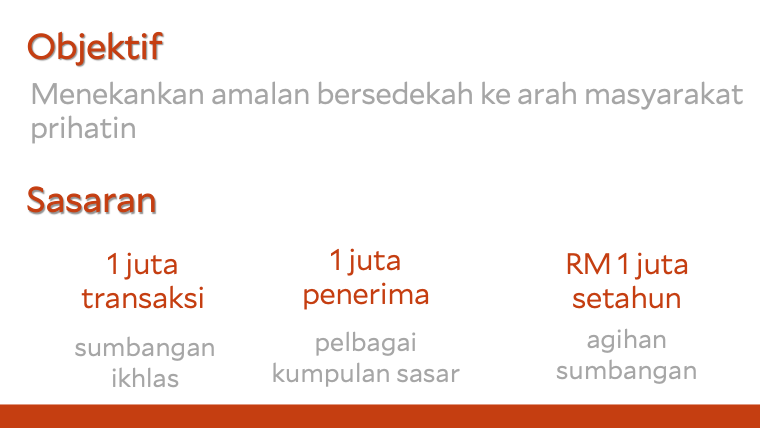 Objektif
Menekankan amalan bersedekah ke arah masyarakat
prihatin
Sasaran
1 juta
transaksi
sumbangan
ikhlas
1 juta
penerima
pelbagai
kumpulan sasar
RM 1 juta
setahun
agihan
sumbangan